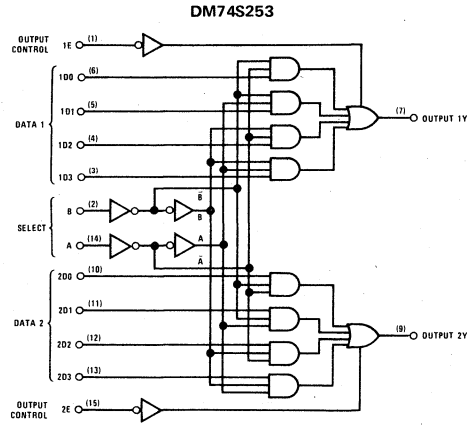 DM74S253
OUTPUT
CONTROL
1E
(1)
1D0
(6)
1D1
(5)
DATA 1
1D2
(4)
1D3
(3)
(7)
OUTPUT 1Y
SELECT
B
(2)
B̄
B
A
(14)
A
Ā
2D0
(10)
2D1
(11)
DATA 2
2D2
(12)
2D3
(13)
(9)
OUTPUT 2Y
OUTPUT
CONTROL
2E
(15)